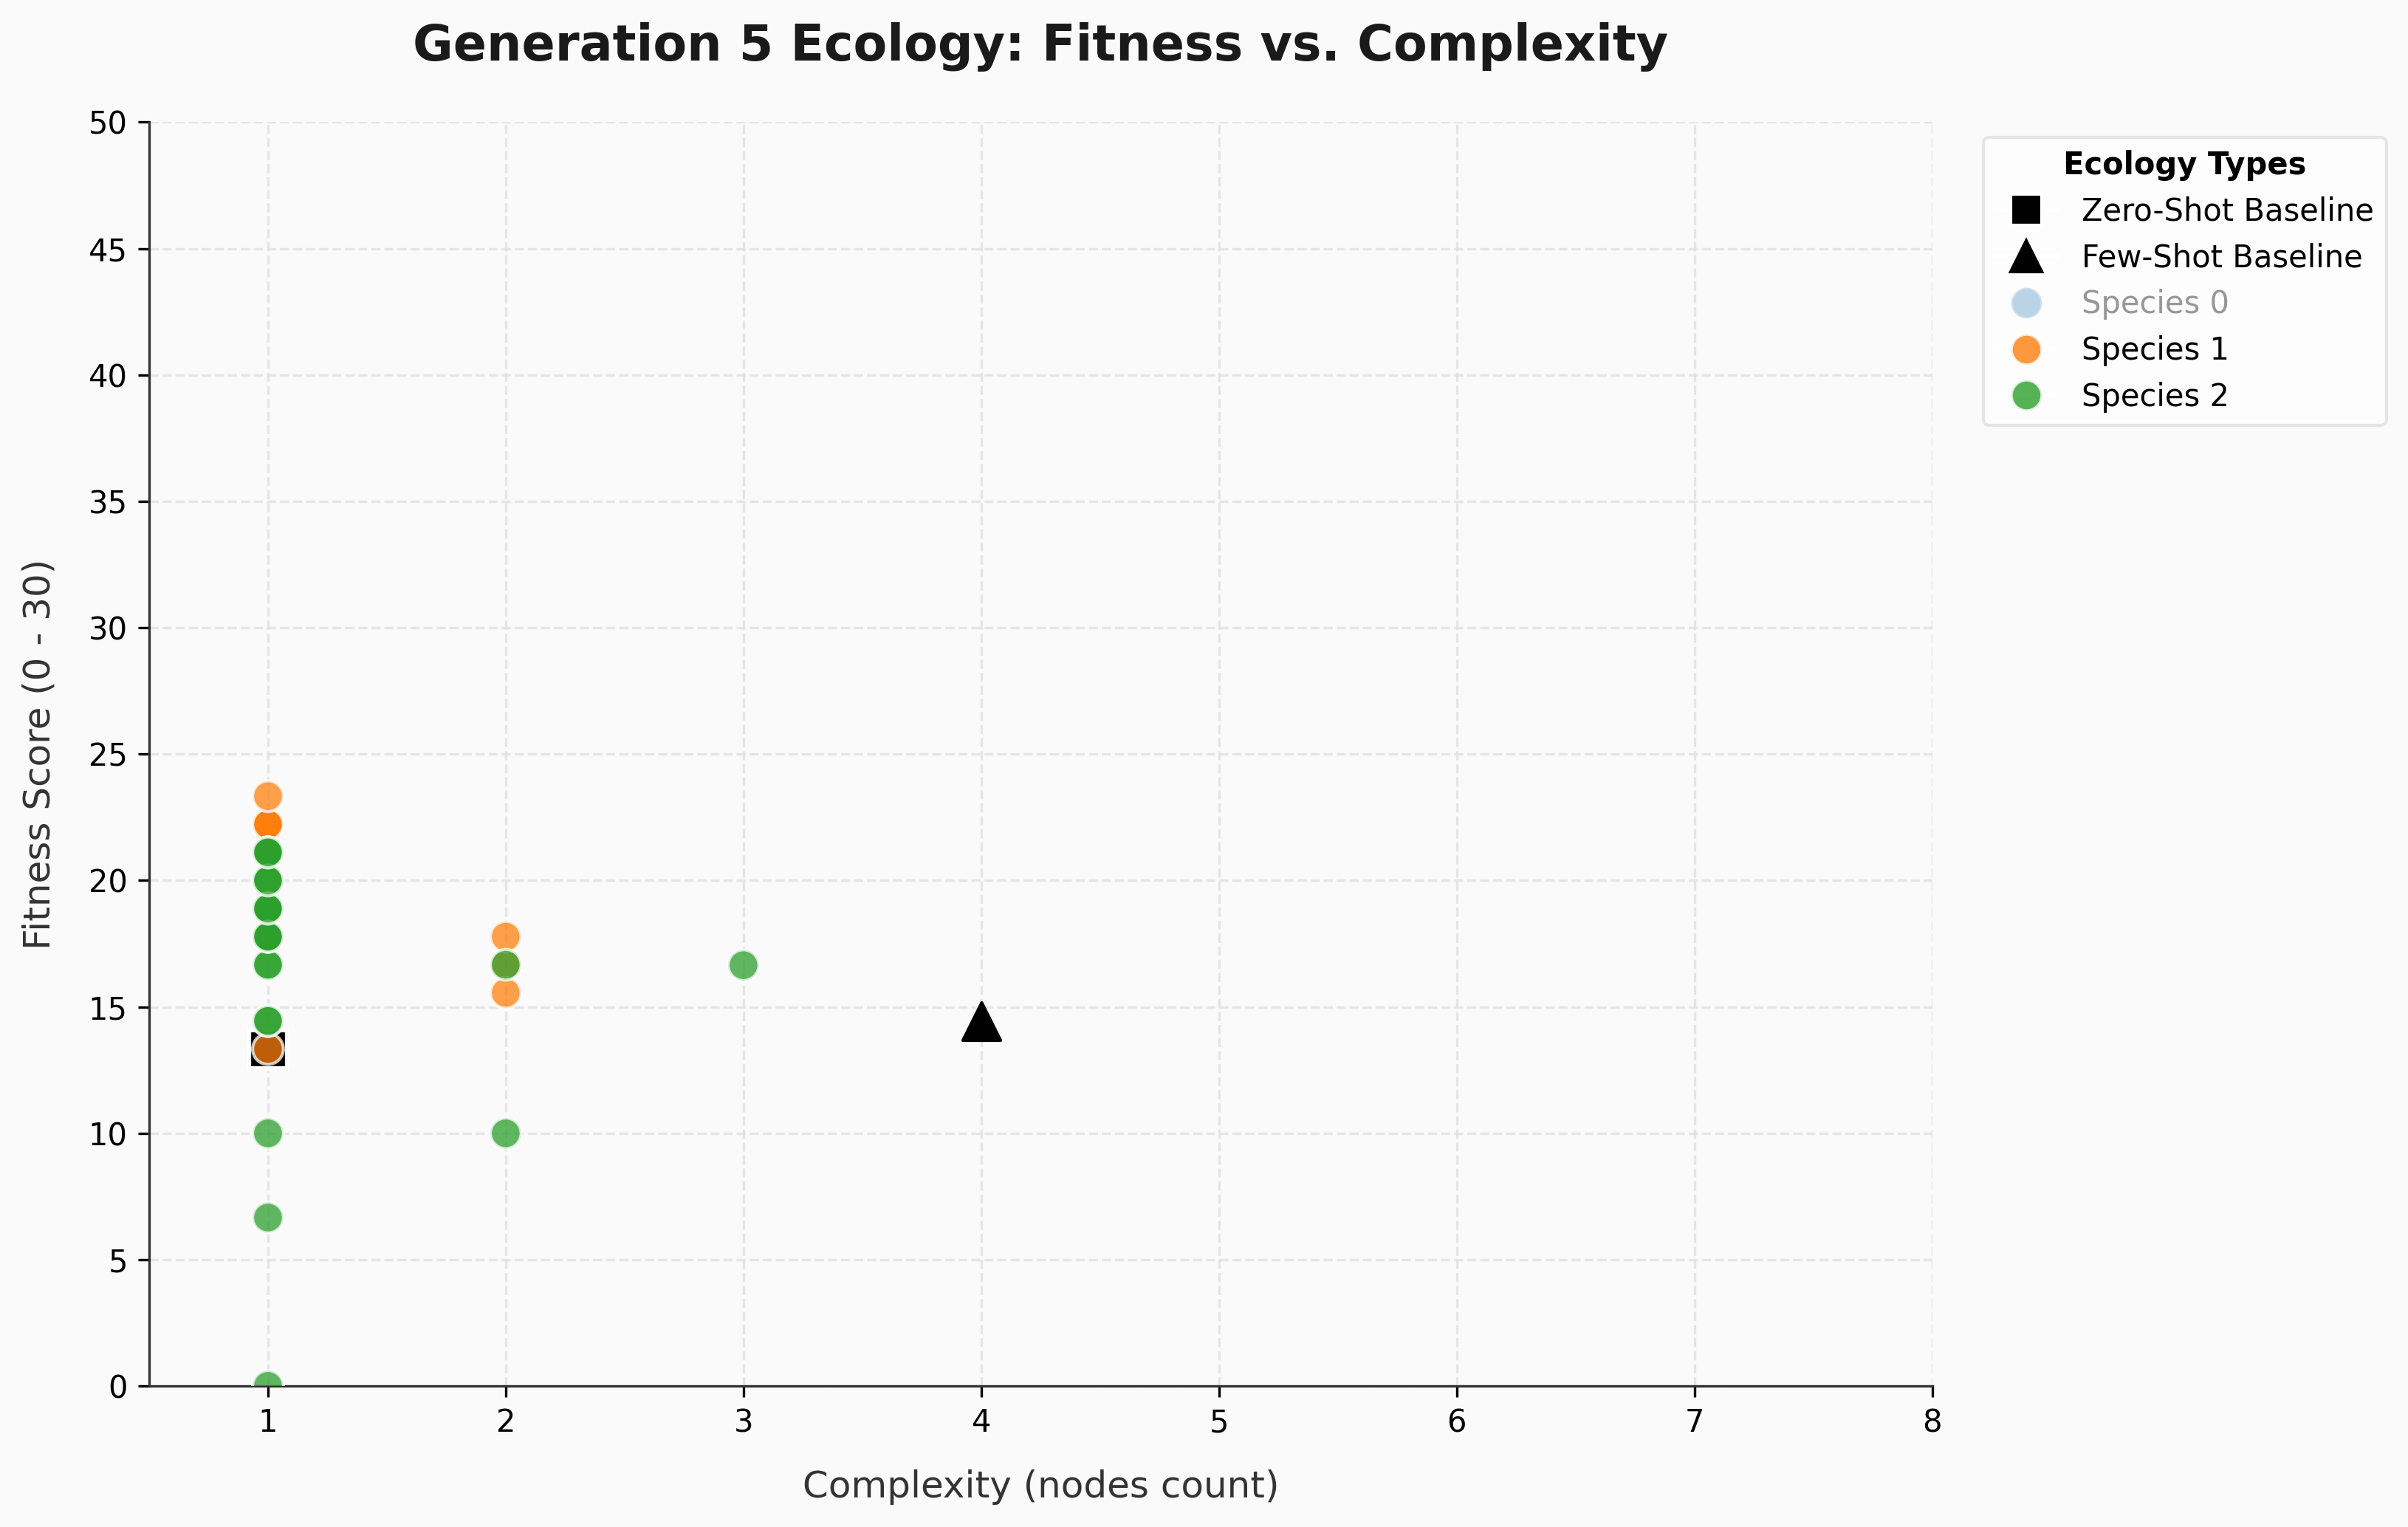 Generation 5 Ecology: Fitness vs. Complexity
50
45
40
35
30
25
20
15
10
5
0
Fitness Score (0 - 30)
1 2 3 4 5 6 7 8
Complexity (nodes count)
Ecology Types
Zero-Shot Baseline
Few-Shot Baseline
Species 0
Species 1
Species 2